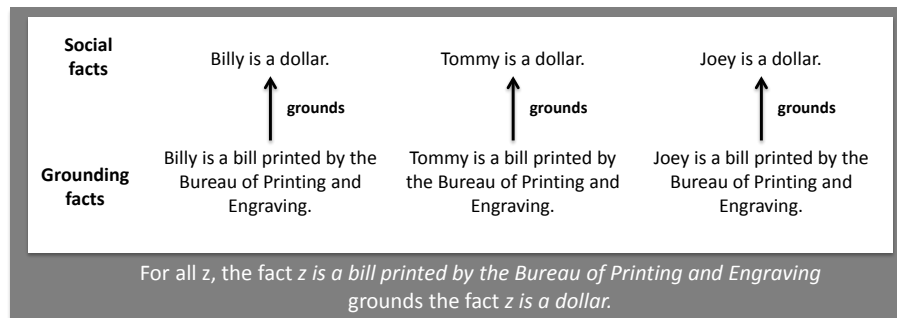 Social
facts
Billy is a dollar.
Tommy is a dollar.
Joey is a dollar.
grounds
grounds
grounds
Grounding
facts
Billy is a bill printed by the
Bureau of Printing and
Engraving.
Tommy is a bill printed by
the Bureau of Printing and
Engraving.
Joey is a bill printed by the
Bureau of Printing and
Engraving.
For all z, the fact z is a bill printed by the Bureau of Printing and Engraving
grounds the fact z is a dollar.